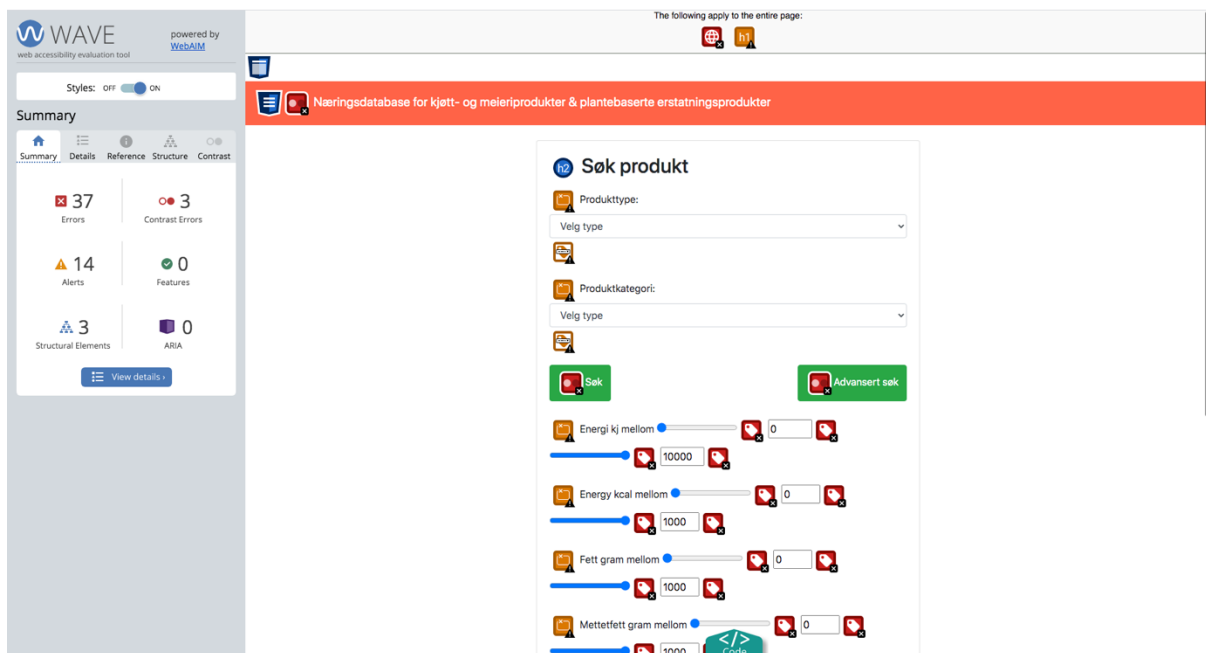 The following apply to the entire page:
h1
WAVE
powered by
WebAIM
web accessibility evaluation tool
Styles: OFF ON
Summary
Summary Details Reference Structure Contrast
37
Errors
3
Contrast Errors
14
Alerts
0
Features
3
Structural Elements
0
ARIA
View details ›
Næringsdatabase for kjøtt- og meieriprodukter & plantebaserte erstatningsprodukter
h2 Søk produkt
Produkttype:
Velg type
Produktkategori:
Velg type
Søk
Advansert søk
Energi kj mellom 0
10000
Energy kcal mellom 0
1000
Fett gram mellom 0
1000
Mettetfett gram mellom 0
1000
</>
Code